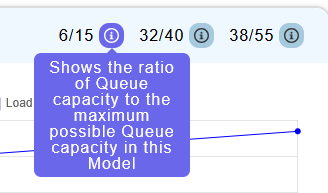 6/15 32/40 38/55
Shows the ratio
of Queue
capacity to the
maximum
possible Queue
capacity in this
Model
Load